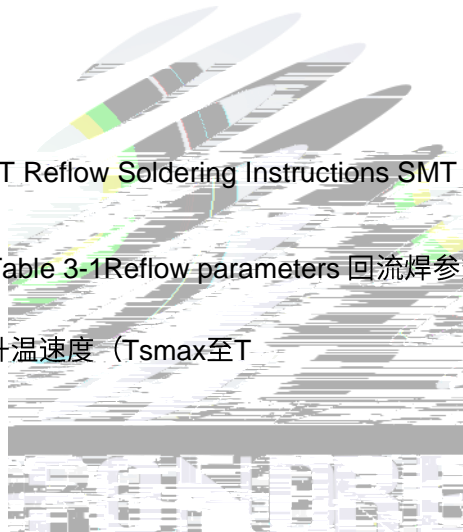 T Reflow Soldering Instructions SMT
Table 3-1Reflow parameters 回流焊参
升温速度（Tsmax至T